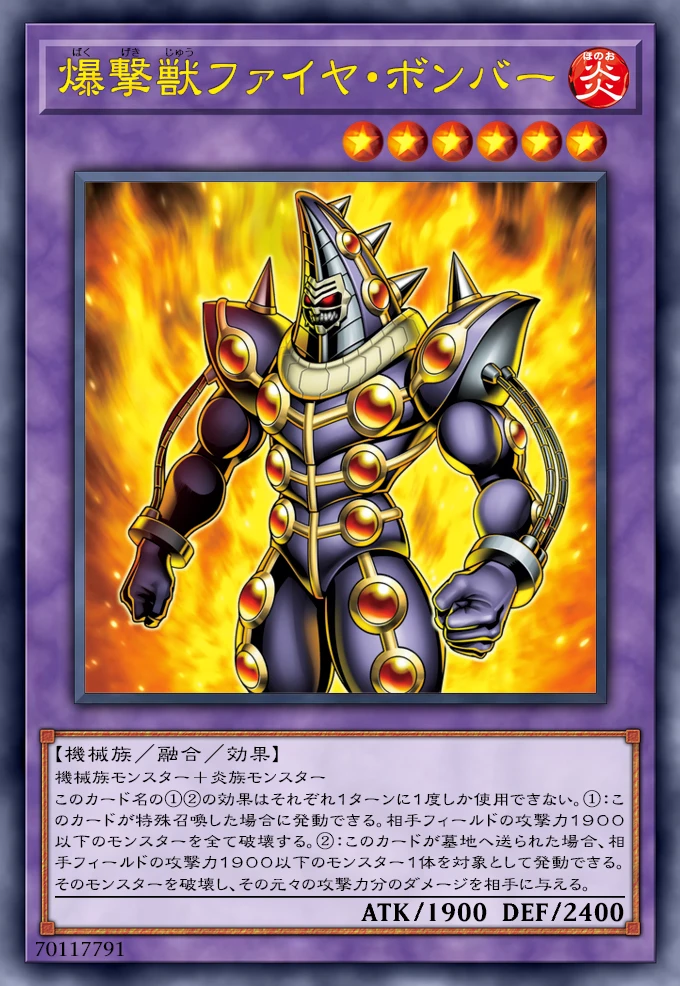 ばく げき じゅう
爆撃獣ファイヤ・ボンバー
ほのお
炎
【機械族／融合／効果】
機械族モンスター＋炎族モンスター
このカード名の①②の効果はそれぞれ１ターンに１度しか使用できない。①：こ
のカードが特殊召喚した場合に発動できる。相手フィールドの攻撃力１９００
以下のモンスターを全て破壊する。②：このカードが墓地へ送られた場合、相
手フィールドの攻撃力１９００以下のモンスター１体を対象として発動できる。
そのモンスターを破壊し、その元々の攻撃力分のダメージを相手に与える。
ATK/1900 DEF/2400
70117791